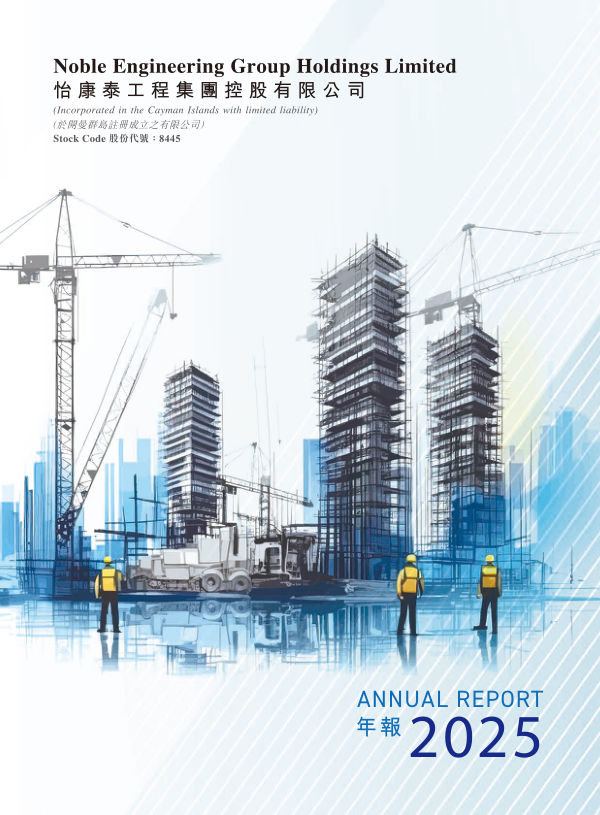 Noble Engineering Group Holdings Limited
怡康泰工程集團控股有限公司
(Incorporated in the Cayman Islands with limited liability)
(於開曼群島註冊成立之有限公司)
Stock Code 股份代號：8445
ANNUAL REPORT
年報 2025